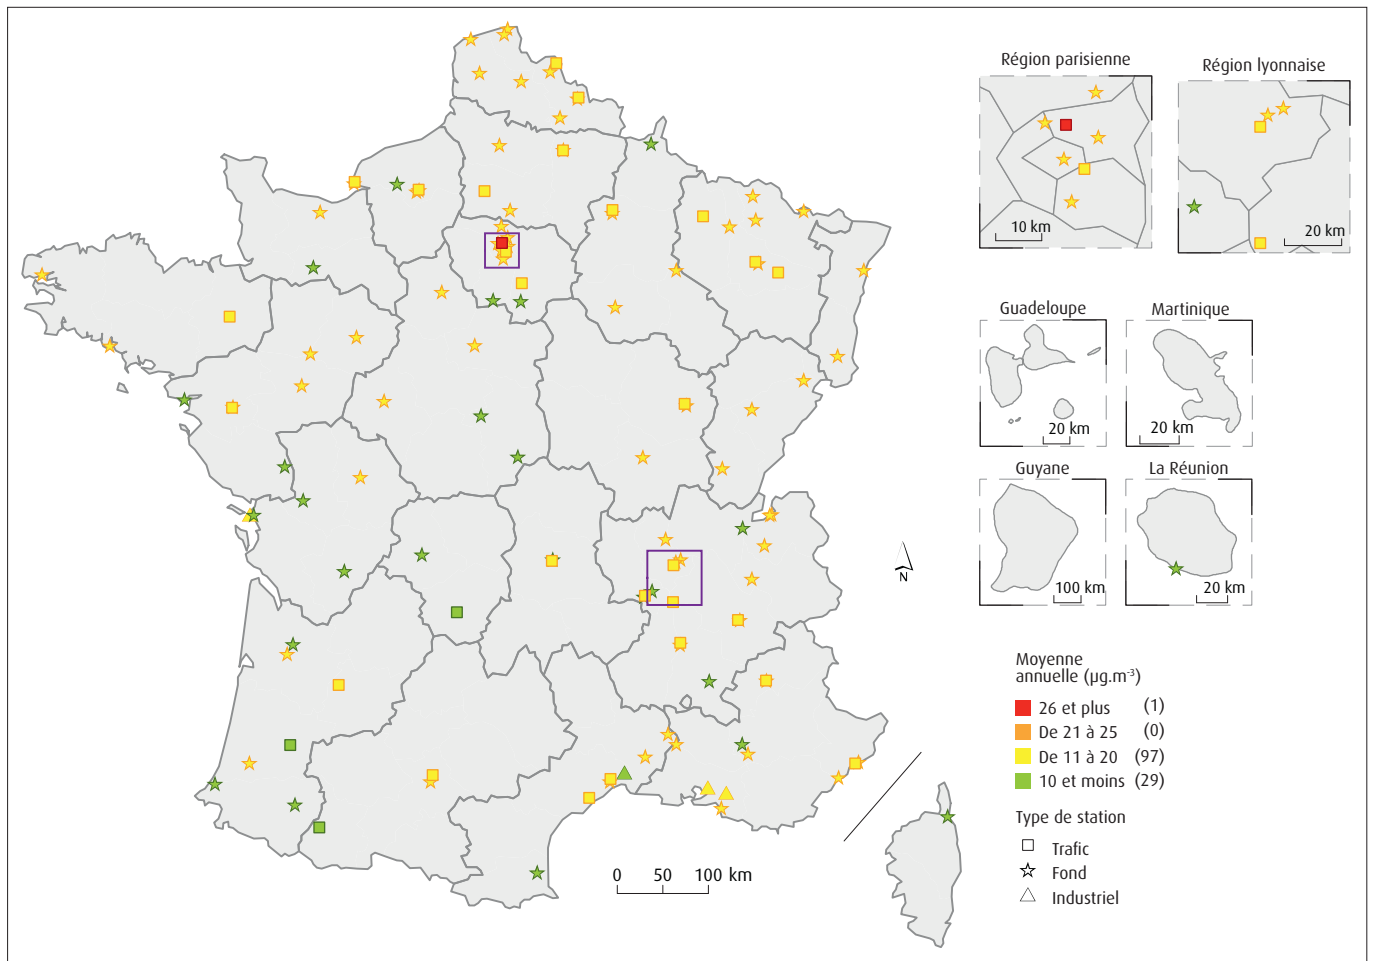 Région parisienne
Région lyonnaise
10 km
20 km
Guadeloupe
Martinique
20 km
20 km
Guyane
La Réunion
100 km
20 km
N
Moyenne
annuelle (µg.m-3)
26 et plus (1)
De 21 à 25 (0)
De 11 à 20 (97)
10 et moins (29)
Type de station
Trafic
Fond
Industriel
0 50 100 km